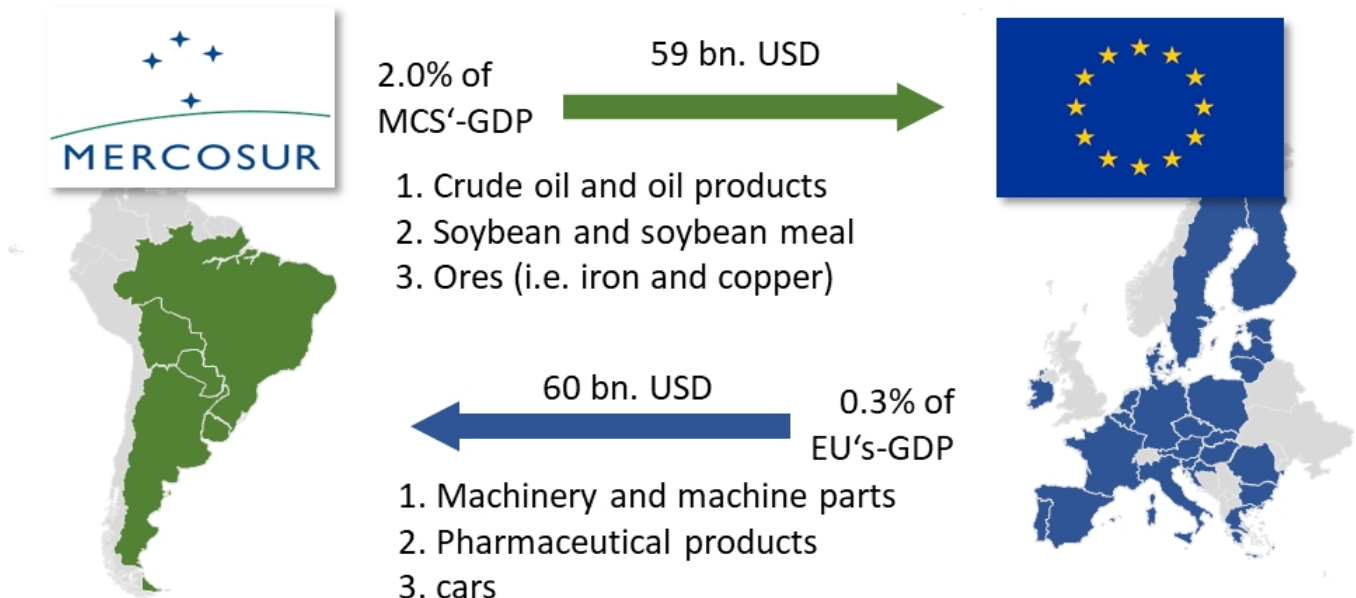 MERCOSUR
2.0% of
MCS‘-GDP
59 bn. USD
1. Crude oil and oil products
2. Soybean and soybean meal
3. Ores (i.e. iron and copper)
60 bn. USD
0.3% of
EU‘s-GDP
1. Machinery and machine parts
2. Pharmaceutical products
3. cars